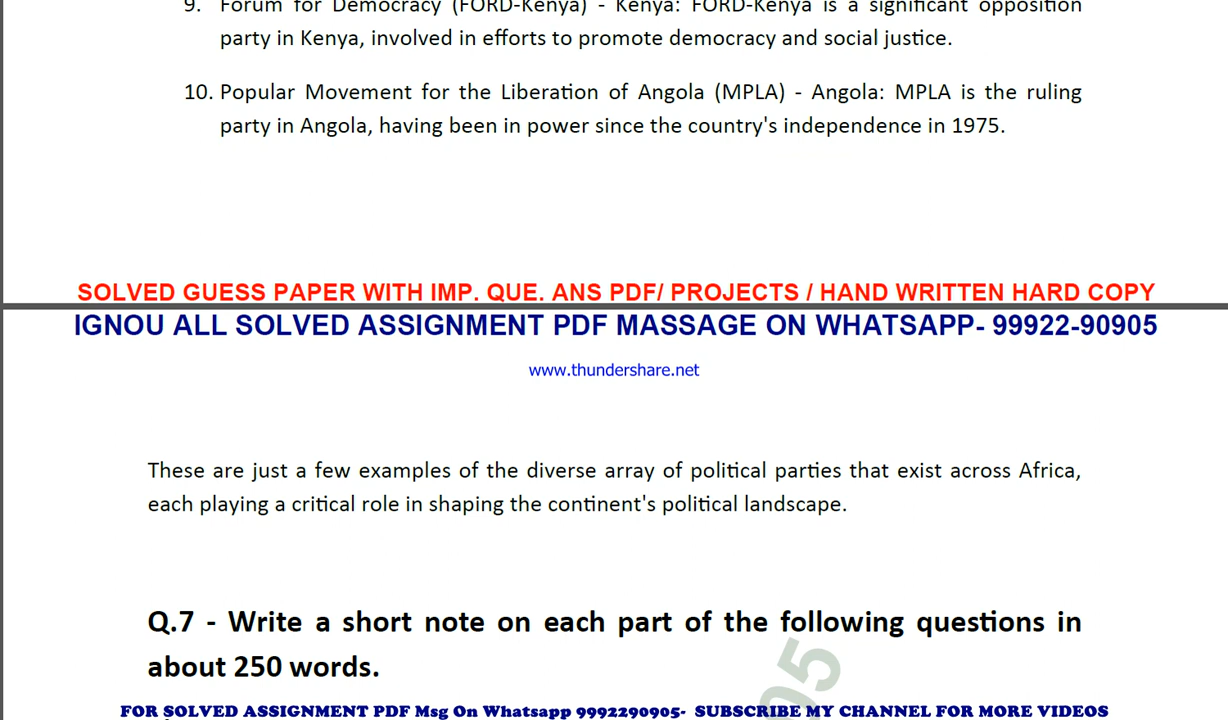 9. Forum for Democracy (FORD-Kenya) - Kenya: FORD-Kenya is a significant opposition
party in Kenya, involved in efforts to promote democracy and social justice.
10. Popular Movement for the Liberation of Angola (MPLA) - Angola: MPLA is the ruling
party in Angola, having been in power since the country's independence in 1975.
SOLVED GUESS PAPER WITH IMP. QUE. ANS PDF/ PROJECTS / HAND WRITTEN HARD COPY
IGNOU ALL SOLVED ASSIGNMENT PDF MASSAGE ON WHATSAPP- 99922-90905
www.thundershare.net
These are just a few examples of the diverse array of political parties that exist across Africa,
each playing a critical role in shaping the continent's political landscape.
Q.7 - Write a short note on each part of the following questions in
about 250 words.
05
FOR SOLVED ASSIGNMENT PDF Msg On Whatsapp 9992290905- SUBSCRIBE MY CHANNEL FOR MORE VIDEOS